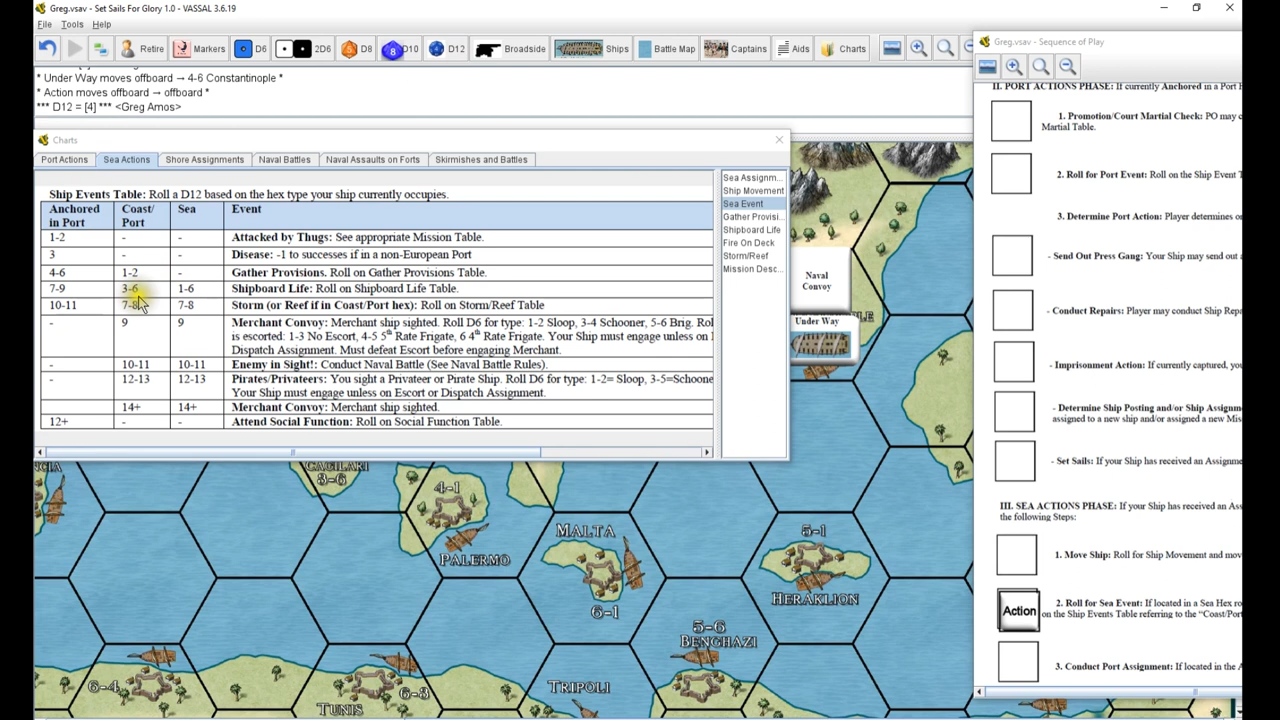 Greg.vsav - Set Sails For Glory 1.0 - VASSAL 3.6.19
File Tools Help
Retire Markers D6 2D6 D8 D10 D12 Broadside Ships Battle Map Captains Aids Charts
* Under Way moves offboard → 4-6 Constantinople *
* Action moves offboard → offboard *
*** D12 = [4] *** <Greg Amos>
Charts
Port Actions Sea Actions Shore Assignments Naval Battles Naval Assaults on Forts Skirmishes and Battles
Ship Events Table: Roll a D12 based on the hex type your ship currently occupies.
Anchored in Port Coast/ Port Sea Event
1-2 - - Attacked by Thugs: See appropriate Mission Table.
3 - - Disease: -1 to successes if in a non-European Port
4-6 1-2 - Gather Provisions. Roll on Gather Provisions Table.
7-9 3-6 1-6 Shipboard Life: Roll on Shipboard Life Table.
10-11 7-8 7-8 Storm (or Reef if in Coast/Port hex): Roll on Storm/Reef Table
- 9 Merchant Convoy: Merchant ship sighted. Roll D6 for type: 1-2 Sloop, 3-4 Schooner, 5-6 Brig. Rol
is escorted: 1-3 No Escort, 4-5 5th Rate Frigate, 6 4th Rate Frigate. Your Ship must engage unless on
Dispatch Assignment. Must defeat Escort before engaging Merchant.
- 10-11 10-11 Enemy in Sight!: Conduct Naval Battle (See Naval Battle Rules).
- 12-13 12-13 Pirates/Privateers: You sight a Privateer or Pirate Ship. Roll D6 for type: 1-2= Sloop, 3-5=Schoone
Your Ship must engage unless on Escort or Dispatch Assignment.
14+ 14+ Merchant Convoy: Merchant ship sighted.
12+ - - Attend Social Function: Roll on Social Function Table.
Sea Assignm...
Ship Movement
Sea Event
Gather Provisi...
Shipboard Life
Fire On Deck
Storm/Reef
Mission Desc...
Naval
Convoy
Under Way
LE
NCIA
CAGLIARI
3-6
4-1
PALERMO
MALTA
6-1
5-1
HERAKLION
5-6
BENGHAZI
TRIPOLI
6-4
6-3
TUNIS
Greg.vsav - Sequence of Play
II. PORT ACTIONS PHASE: If currently Anchored in a Port H
1. Promotion/Court Martial Check: PO may c
Martial Table.
2. Roll for Port Event: Roll on the Ship Event T
3. Determine Port Action: Player determines or
- Send Out Press Gang: Your Ship may send out a
- Conduct Repairs: Player may conduct Ship Repa
- Imprisonment Action: If currently captured, you
- Determine Ship Posting and/or Ship Assignm
assigned to a new ship and/or assigned a new Mis
- Set Sails: If your Ship has received an Assignme
III. SEA ACTIONS PHASE: If your Ship has received an Ass
the following Steps:
1. Move Ship: Roll for Ship Movement and mov
Action
2. Roll for Sea Event: If located in a Sea Hex ro
on the Ship Events Table referring to the "Coast/Port
3. Conduct Port Assignment: If located in the A